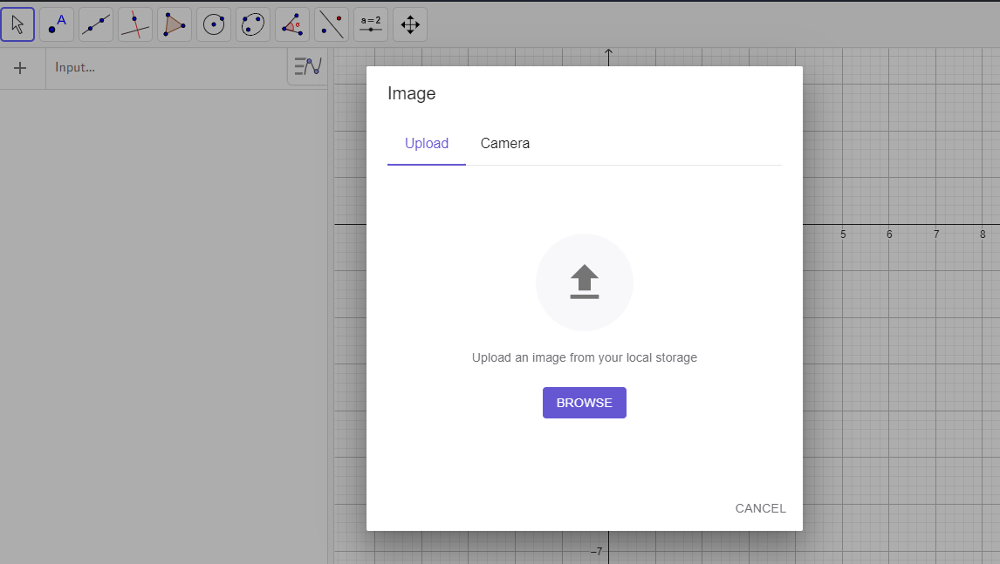 A
a=2
Input...
Image
Upload
Camera
5
6
7
8
Upload an image from your local storage
BROWSE
CANCEL
–7